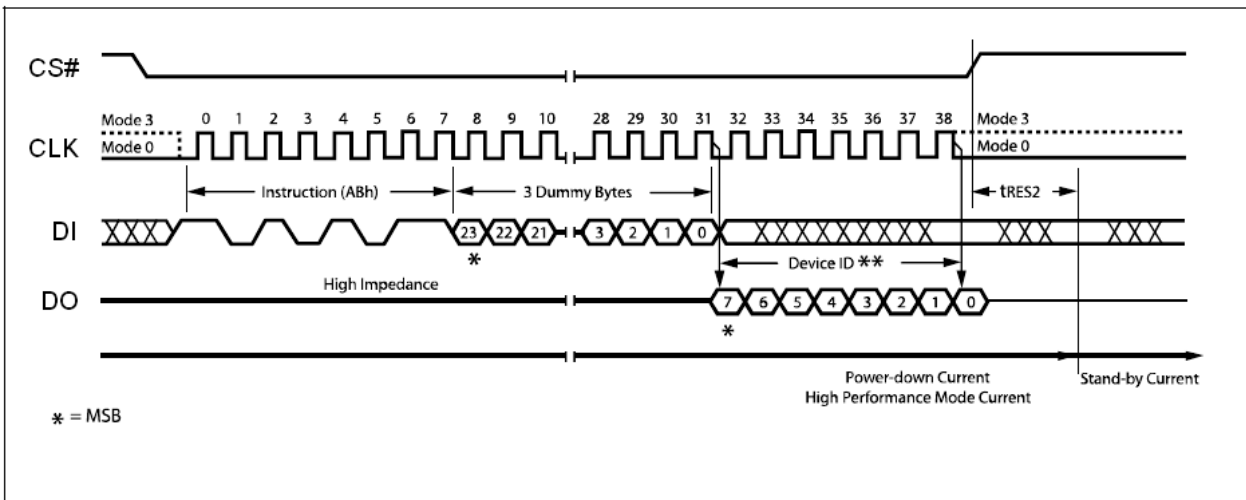 CS#
Mode 3 0 1 2 3 4 5 6 7 8 9 10 28 29 30 31 32 33 34 35 36 37 38 Mode 3
CLK Mode 0 Mode 0
Instruction (ABh) 3 Dummy Bytes tRES2
DI 23 22 21 3 2 1 0
* Device ID **
High Impedance
DO 7 6 5 4 3 2 1 0
*
Power-down Current Stand-by Current
High Performance Mode Current
* = MSB